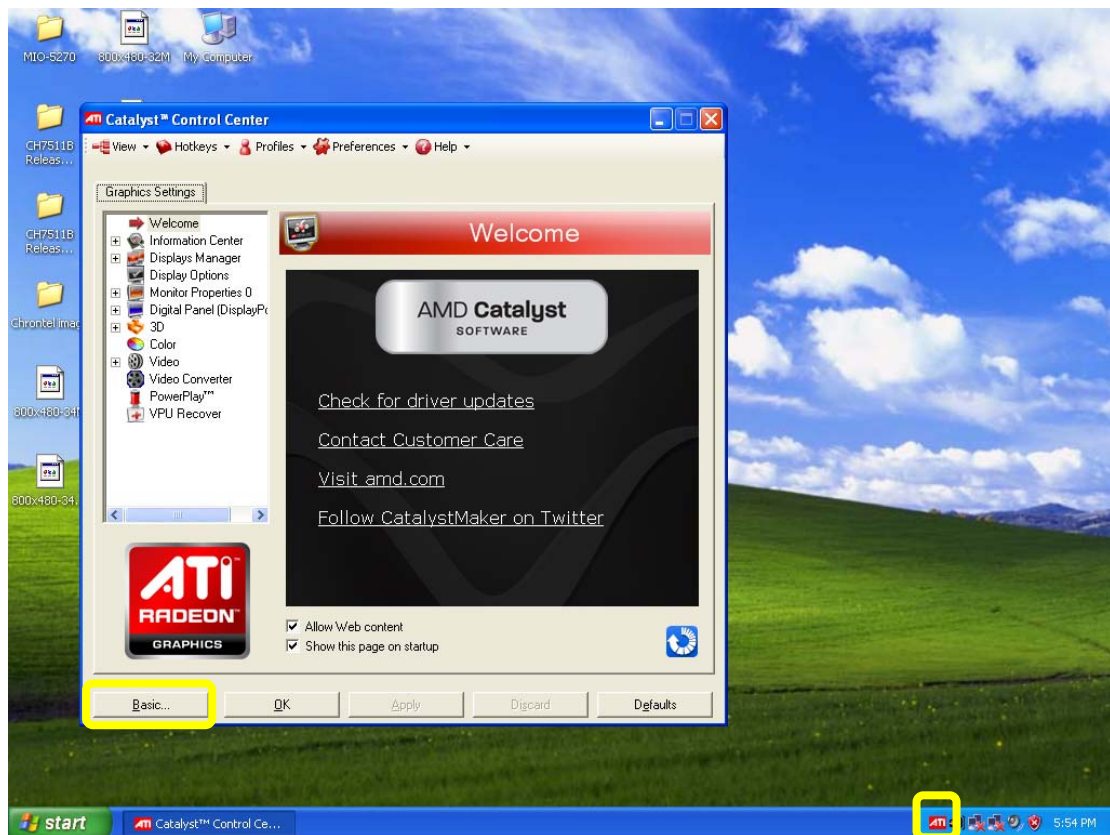 MIO-5270
800x480-32M
My Computer
CH7511B
Releas...
CH7511B
Releas...
Chrontel imag
800x480-34
800x480-34.
ATI Catalyst™ Control Center
View
Hotkeys
Profiles
Preferences
Help
Graphics Settings
Welcome
Information Center
Displays Manager
Display Options
Monitor Properties 0
Digital Panel (DisplayPo
3D
Color
Video
Video Converter
PowerPlay™
VPU Recover
Welcome
AMD Catalyst
SOFTWARE
Check for driver updates
Contact Customer Care
Visit amd.com
Follow CatalystMaker on Twitter
ATI
RADEON
GRAPHICS
Allow Web content
Show this page on startup
Basic...
OK
Apply
Discard
Defaults
start
ATI Catalyst™ Control Ce...
ATI
5:54 PM